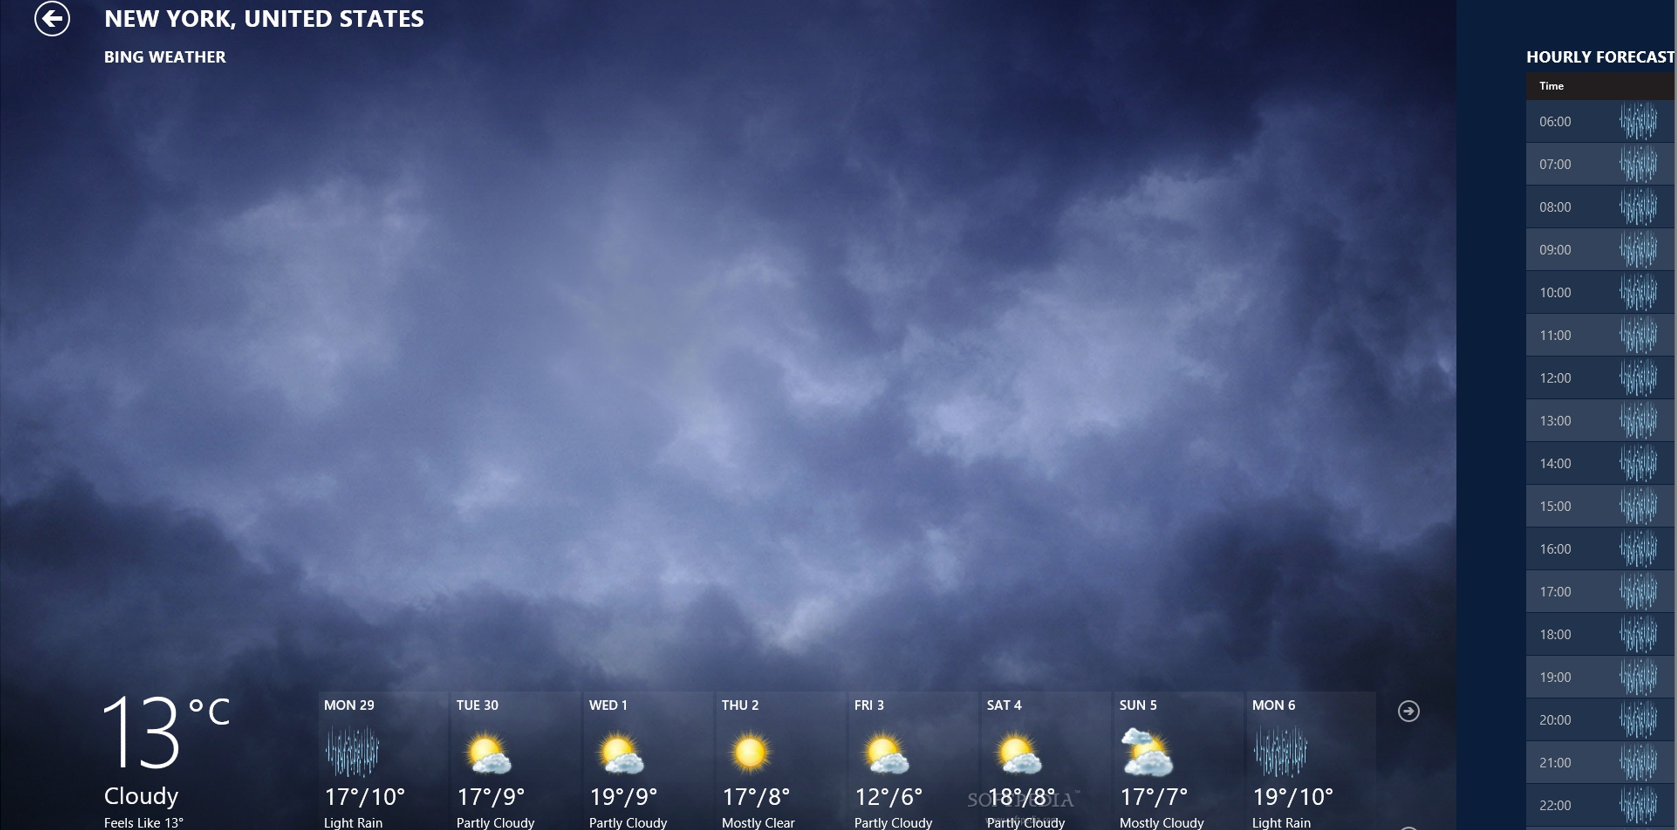 NEW YORK, UNITED STATES
BING WEATHER
HOURLY FORECAST
Time
06:00
07:00
08:00
09:00
10:00
11:00
12:00
13:00
14:00
15:00
16:00
17:00
18:00
19:00
20:00
21:00
22:00
13 °C
Cloudy
Feels Like 13°
MON 29
17°/10°
Light Rain
TUE 30
17°/9°
Partly Cloudy
WED 1
19°/9°
Partly Cloudy
THU 2
17°/8°
Mostly Clear
FRI 3
12°/6°
Partly Cloudy
SAT 4
18°/8°
Partly Cloudy
SUN 5
17°/7°
Mostly Cloudy
MON 6
19°/10°
Light Rain
SOFTPEDIA™